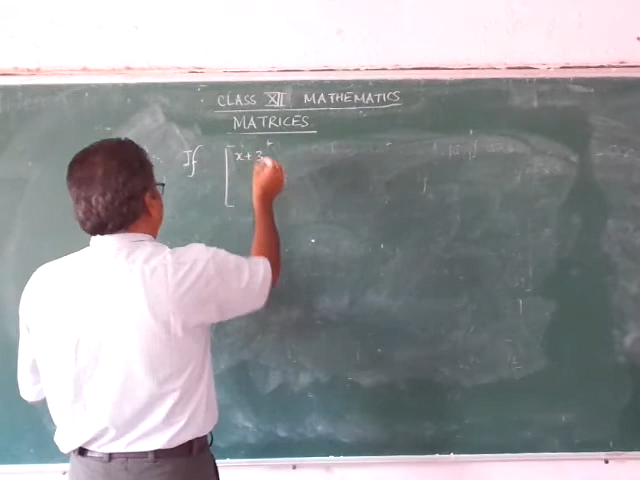 CLASS XII MATHEMATICS
MATRICES
If [ x+3